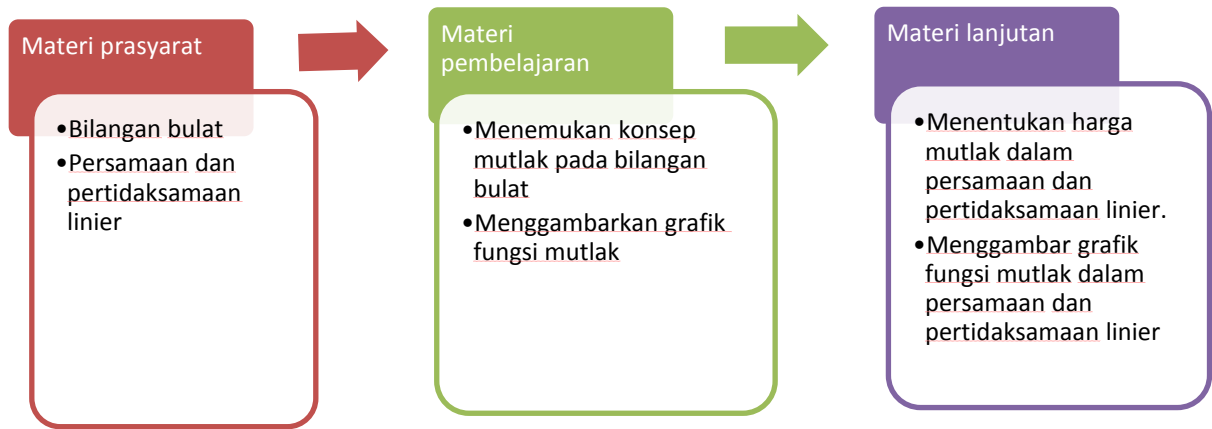 Materi prasyarat
•Bilangan bulat
•Persamaan dan
pertidaksamaan
linier
Materi
pembelajaran
•Menemukan konsep
mutlak pada bilangan
bulat
•Menggambarkan grafik
fungsi mutlak
Materi lanjutan
•Menentukan harga
mutlak dalam
persamaan dan
pertidaksamaan linier.
•Menggambar grafik
fungsi mutlak dalam
persamaan dan
pertidaksamaan linier